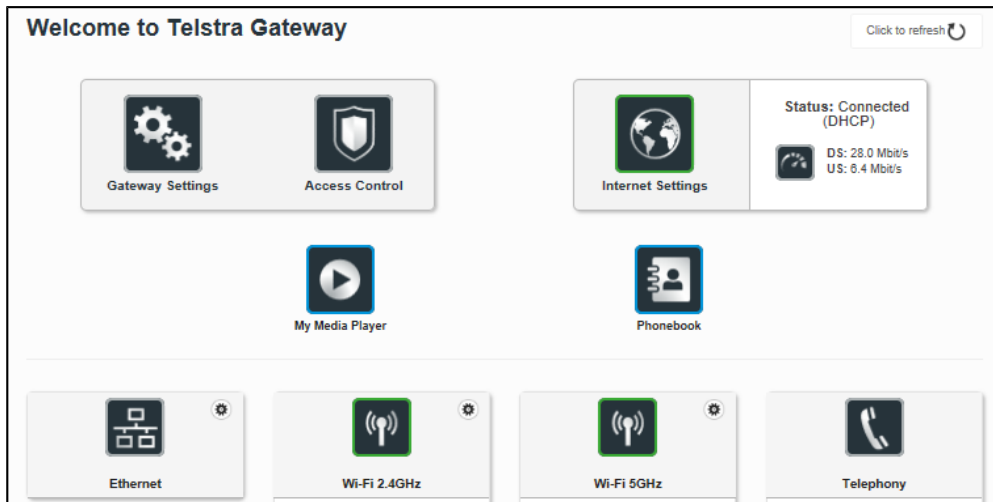 Welcome to Telstra Gateway
Click to refresh
Gateway Settings
Access Control
Internet Settings
Status: Connected
(DHCP)
DS: 28.0 Mbit/s
US: 6.4 Mbit/s
My Media Player
Phonebook
Ethernet
Wi-Fi 2.4GHz
Wi-Fi 5GHz
Telephony